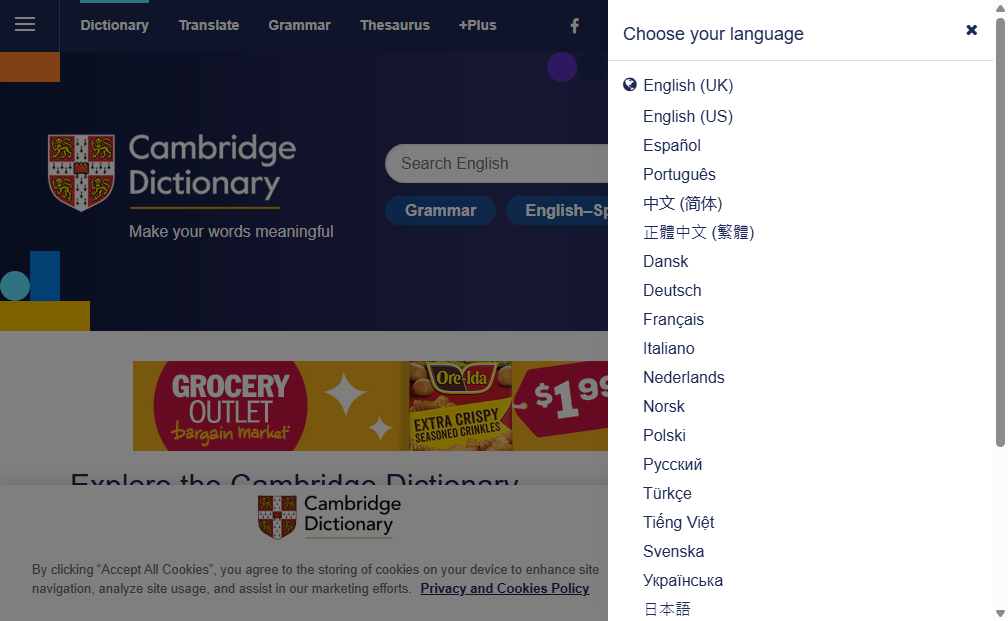 Dictionary Translate Grammar Thesaurus +Plus
Choose your language
English (UK)
English (US)
Español
Português
中文 (简体)
正體中文 (繁體)
Dansk
Deutsch
Français
Italiano
Nederlands
Norsk
Polski
Русский
Türkçe
Tiếng Việt
Svenska
Українська
日本語
Cambridge
Dictionary
Make your words meaningful
Search English
Grammar English–Sp
GROCERY
OUTLET
bargain market
Ore-Ida
EXTRA CRISPY
SEASONED CRINKLES
$1.99
Explore the Cambridge Dictionary
Cambridge
Dictionary
By clicking “Accept All Cookies”, you agree to the storing of cookies on your device to enhance site
navigation, analyze site usage, and assist in our marketing efforts. Privacy and Cookies Policy